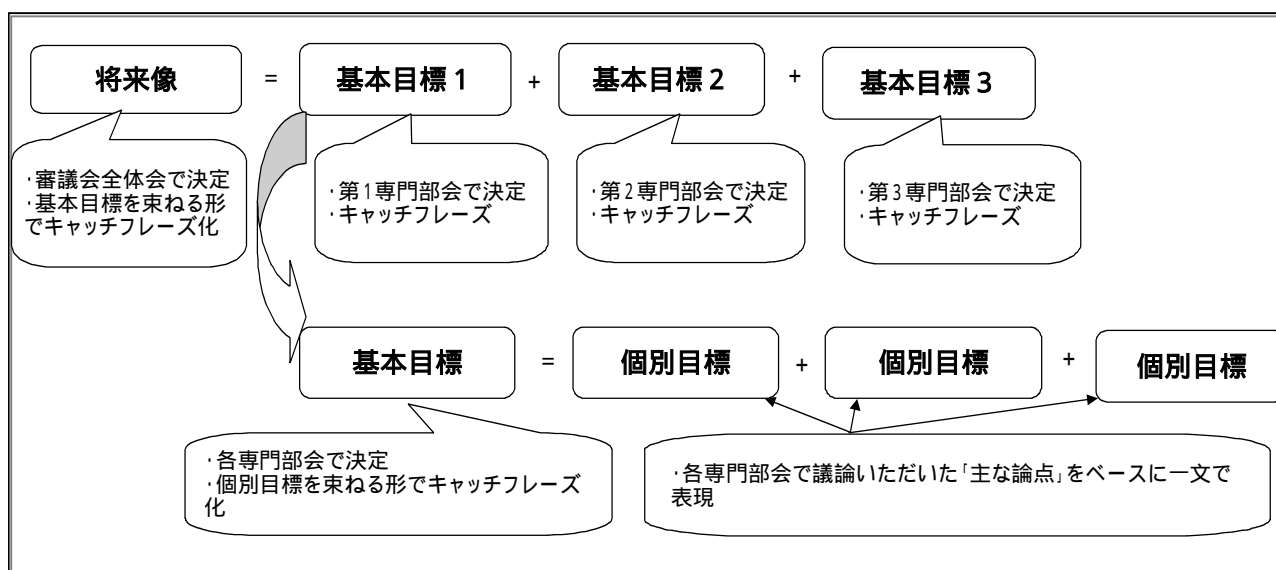 将来像 = 基本目標1 + 基本目標2 + 基本目標3
・審議会全体会で決定
・基本目標を束ねる形
でキャッチフレーズ化
・第1専門部会で決定
・キャッチフレーズ
・第2専門部会で決定
・キャッチフレーズ
・第3専門部会で決定
・キャッチフレーズ
基本目標 = 個別目標 + 個別目標 + 個別目標
・各専門部会で決定
・個別目標を束ねる形でキャッチフレーズ
化
・各専門部会で議論いただいた「主な論点」をベースに一文で
表現